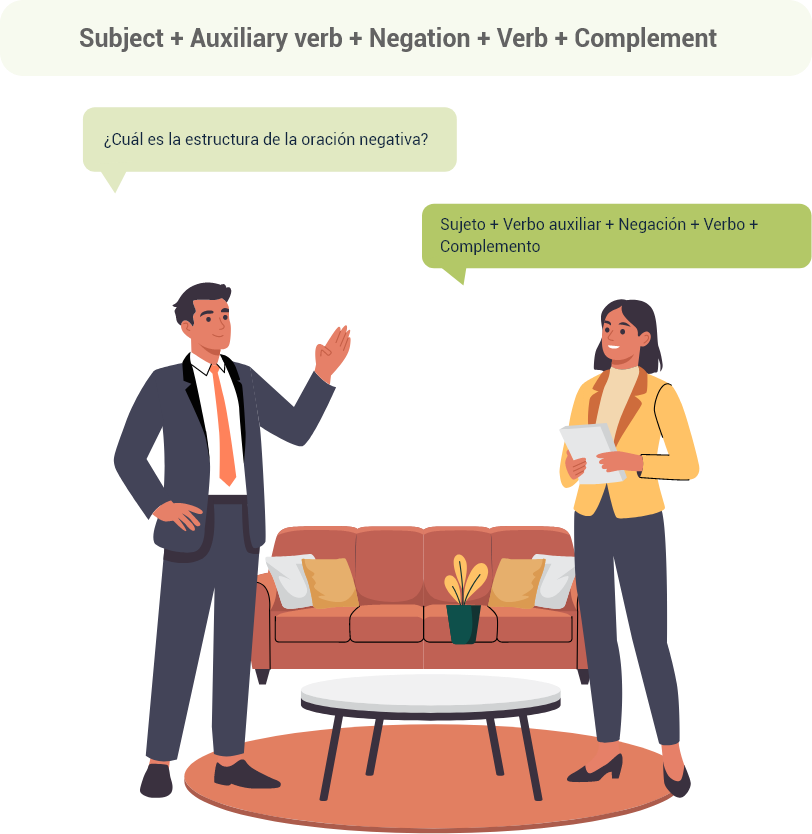 Subject + Auxiliary verb + Negation + Verb + Complement
¿Cuál es la estructura de la oración negativa?
Sujeto + Verbo auxiliar + Negación + Verbo +
Complemento